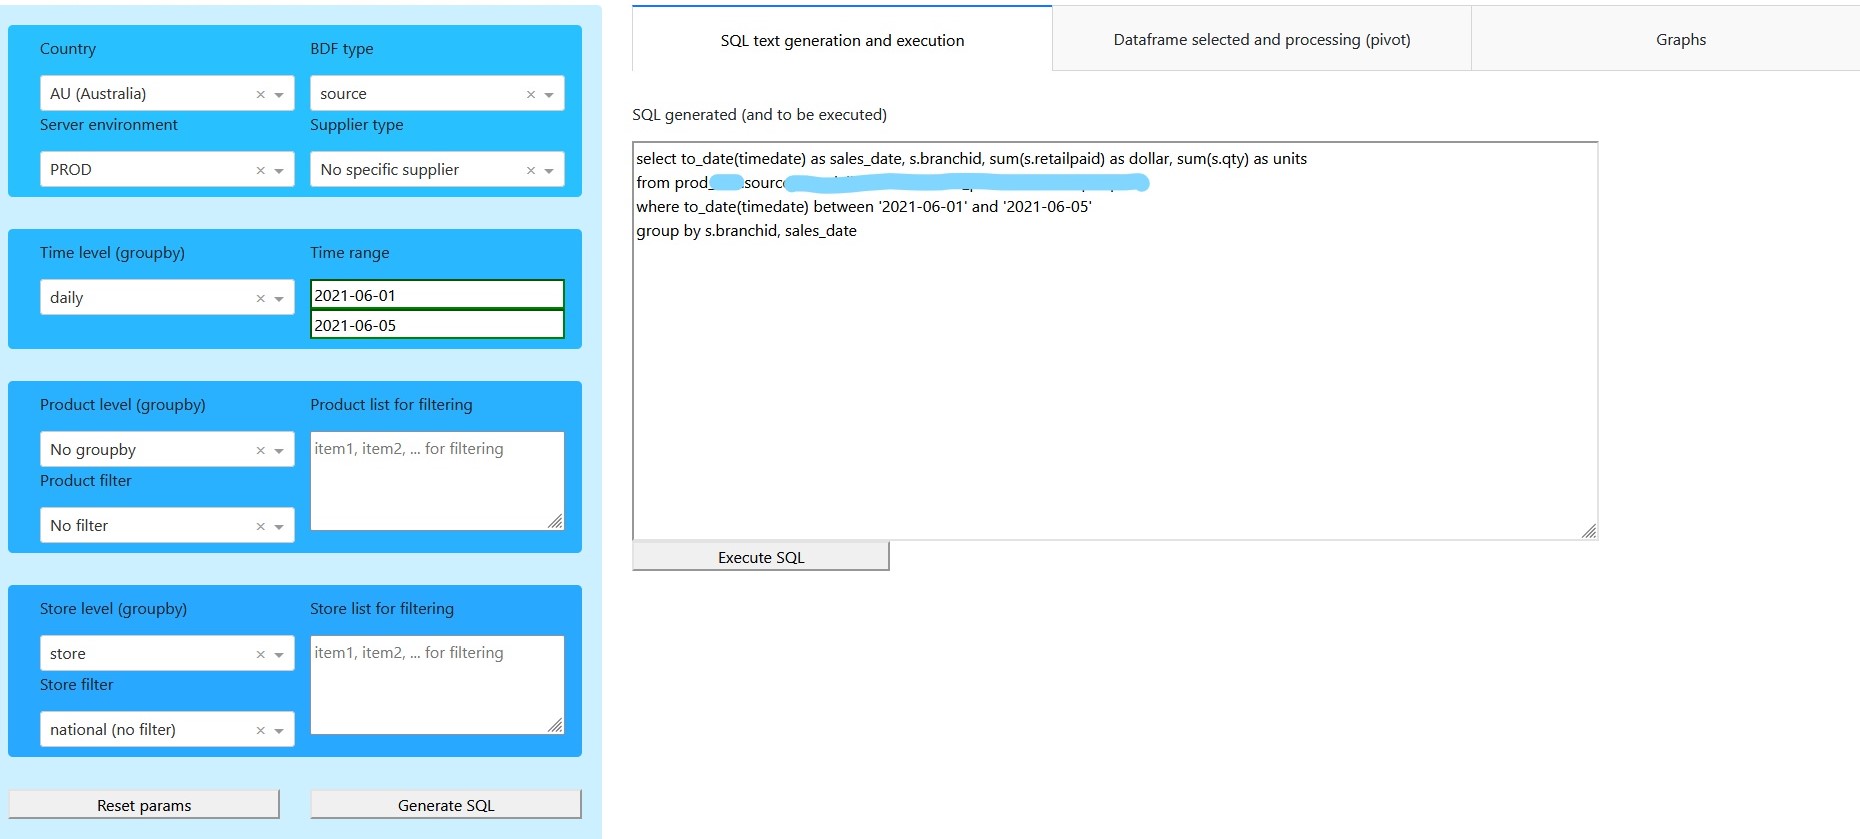 Country
BDF type
AU (Australia)
source
Server environment
Supplier type
PROD
No specific supplier
Time level (groupby)
Time range
daily
2021-06-01
2021-06-05
Product level (groupby)
Product list for filtering
No groupby
item1, item2, ... for filtering
Product filter
No filter
Store level (groupby)
Store list for filtering
store
item1, item2, ... for filtering
Store filter
national (no filter)
Reset params
Generate SQL
SQL text generation and execution
Dataframe selected and processing (pivot)
Graphs
SQL generated (and to be executed)
select to_date(timedate) as sales_date, s.branchid, sum(s.retailpaid) as dollar, sum(s.qty) as units
from prod_
where to_date(timedate) between '2021-06-01' and '2021-06-05'
group by s.branchid, sales_date
Execute SQL